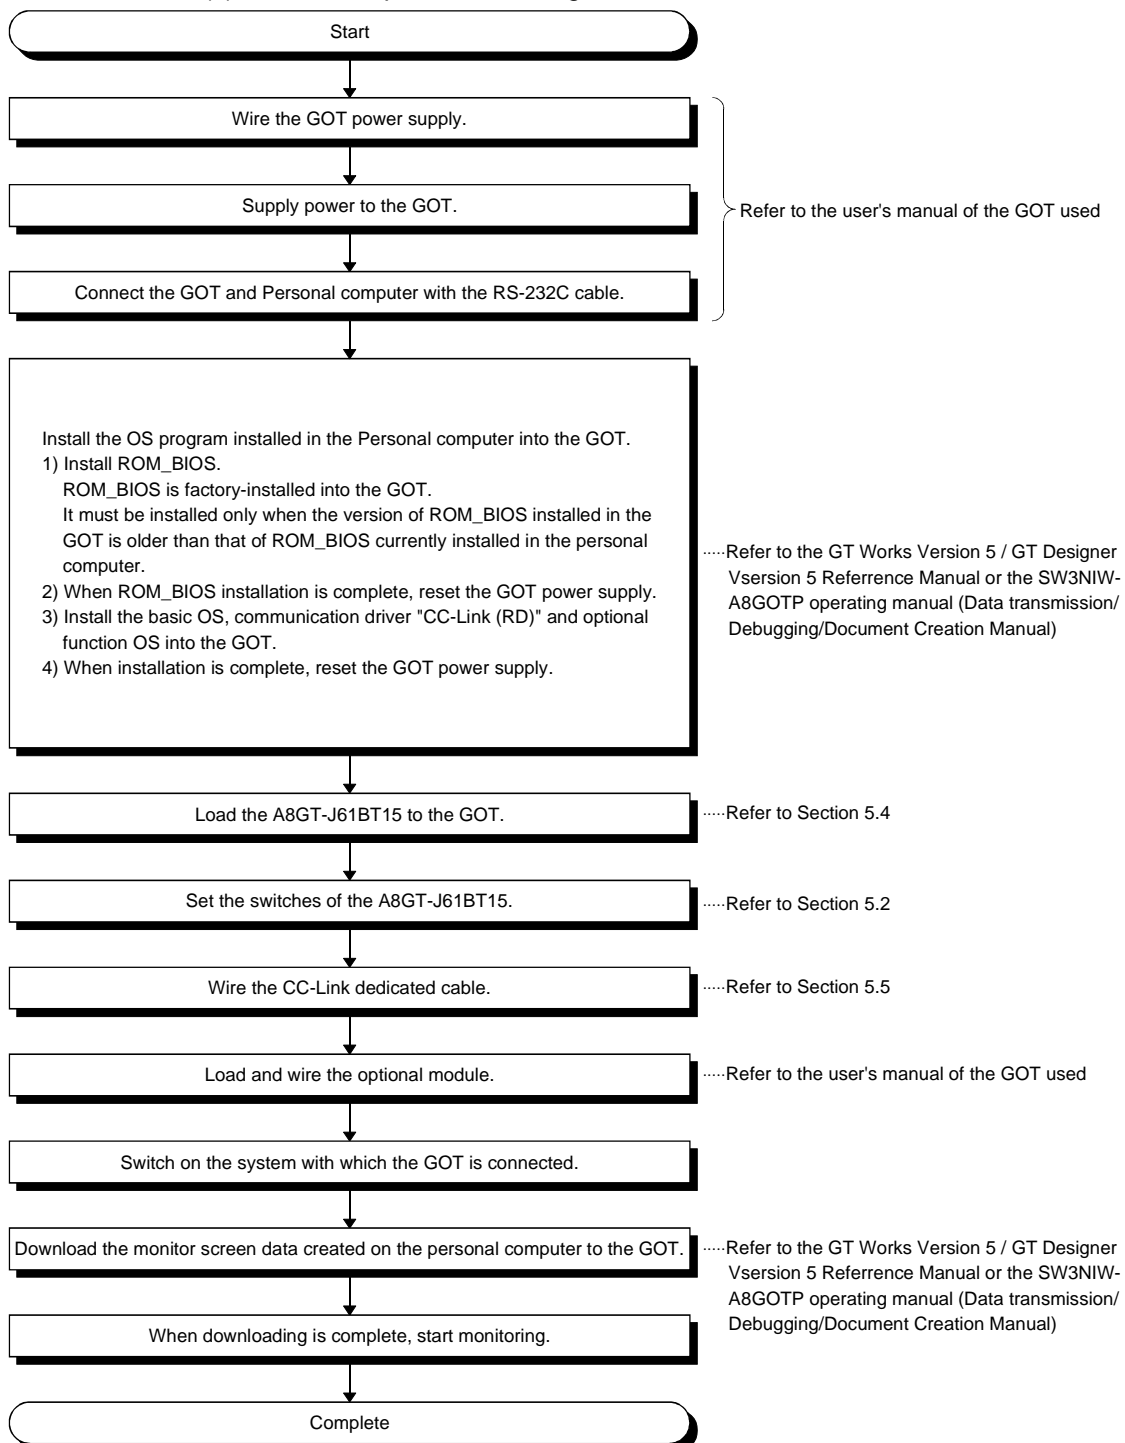 Start
Wire the GOT power supply.
Supply power to the GOT.
Refer to the user's manual of the GOT used
Connect the GOT and Personal computer with the RS-232C cable.
Install the OS program installed in the Personal computer into the GOT.
1) Install ROM_BIOS.
ROM_BIOS is factory-installed into the GOT.
It must be installed only when the version of ROM_BIOS installed in the
GOT is older than that of ROM_BIOS currently installed in the personal
computer.
2) When ROM_BIOS installation is complete, reset the GOT power supply.
3) Install the basic OS, communication driver "CC-Link (RD)" and optional
function OS into the GOT.
4) When installation is complete, reset the GOT power supply.
·····Refer to the GT Works Version 5 / GT Designer
Vsersion 5 Referrence Manual or the SW3NIW-
A8GOTP operating manual (Data transmission/
Debugging/Document Creation Manual)
Load the A8GT-J61BT15 to the GOT.
·····Refer to Section 5.4
Set the switches of the A8GT-J61BT15.
·····Refer to Section 5.2
Wire the CC-Link dedicated cable.
·····Refer to Section 5.5
Load and wire the optional module.
·····Refer to the user's manual of the GOT used
Switch on the system with which the GOT is connected.
Download the monitor screen data created on the personal computer to the GOT.
·····Refer to the GT Works Version 5 / GT Designer
Vsersion 5 Referrence Manual or the SW3NIW-
A8GOTP operating manual (Data transmission/
Debugging/Document Creation Manual)
When downloading is complete, start monitoring.
Complete